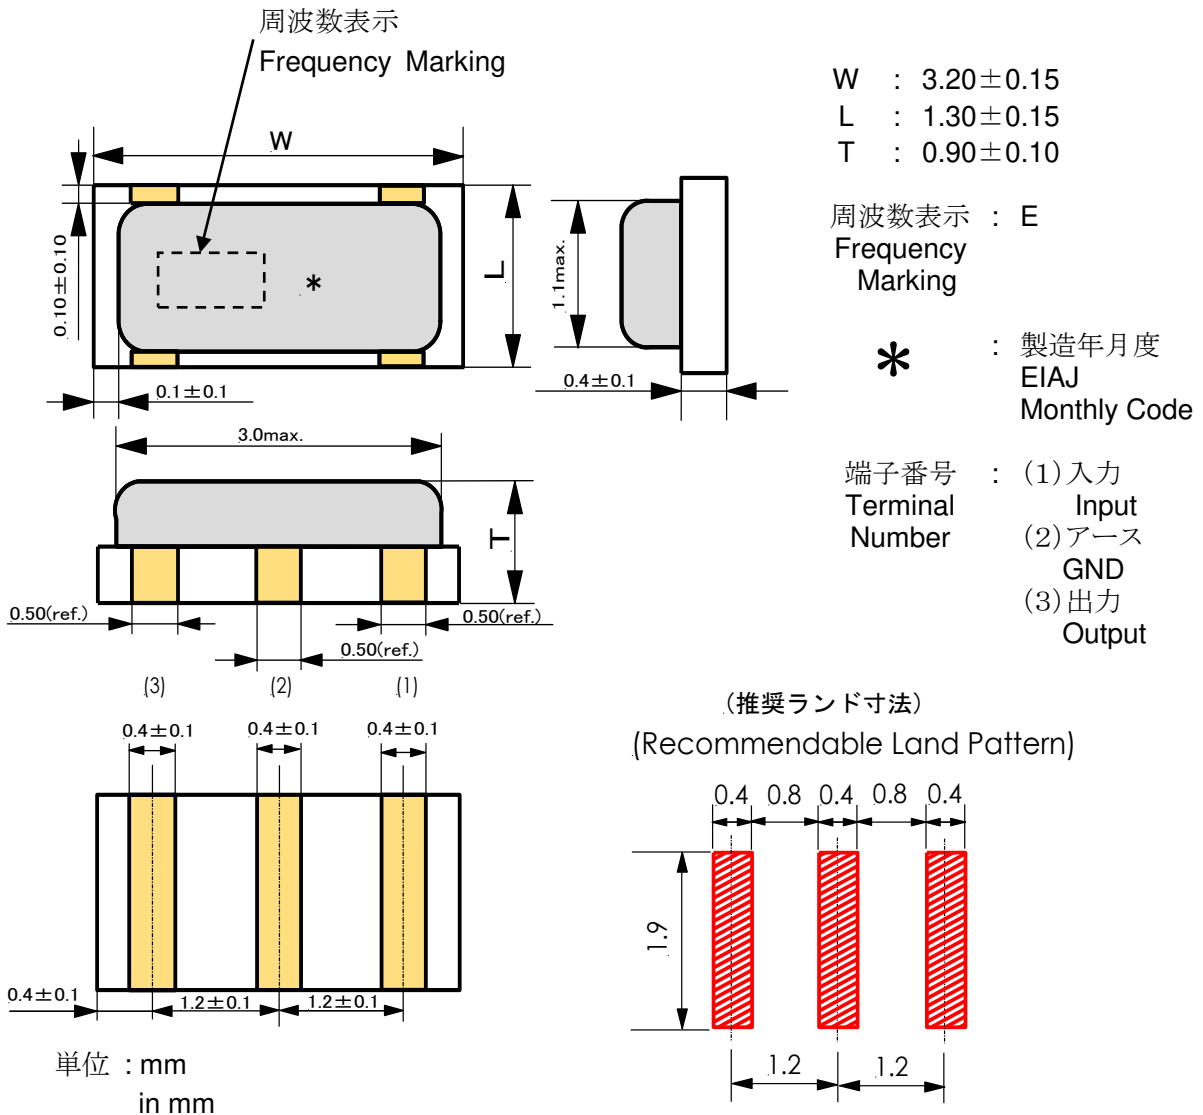 周波数表示
Frequency Marking
W
0.10±0.10
*
L
0.1±0.1
1.1max.
0.4±0.1
3.0max.
T
0.50(ref.)
0.50(ref.)
0.50(ref.)
(3) (2) (1)
0.4±0.1 0.4±0.1 0.4±0.1
0.4±0.1 1.2±0.1 1.2±0.1
単位 : mm
in mm
W : 3.20±0.15
L : 1.30±0.15
T : 0.90±0.10
周波数表示 : E
Frequency
Marking
* : 製造年月度
EIAJ
Monthly Code
端子番号 : (1)入力
Terminal Input
Number (2)アース
GND
(3)出力
Output
(推奨ランド寸法)
(Recommendable Land Pattern)
0.4 0.8 0.4 0.8 0.4
1.9
1.2 1.2